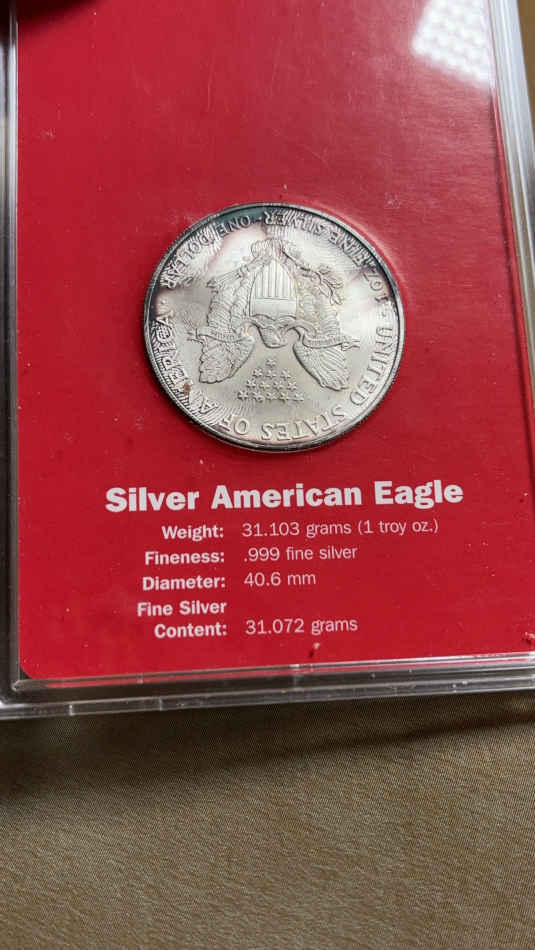 UNITED STATES OF AMERICA
1 OZ. FINE SILVER~ONE DOLLAR
Silver American Eagle
Weight: 31.103 grams (1 troy oz.)
Fineness: .999 fine silver
Diameter: 40.6 mm
Fine Silver
Content: 31.072 grams